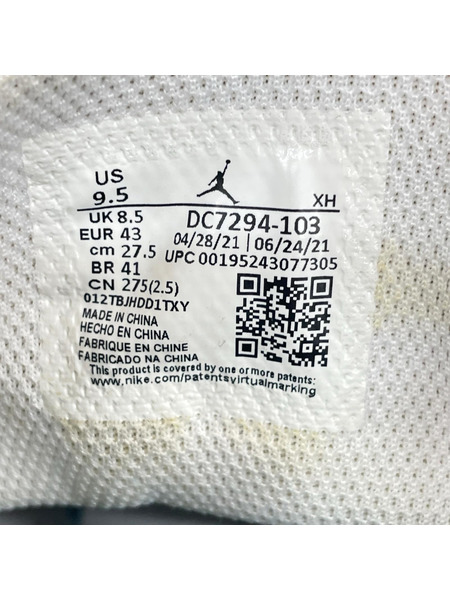 US
9.5
XH
UK 8.5
DC7294-103
EUR 43
04/28/21 | 06/24/21
cm 27.5
UPC 00195243077305
BR 41
CN 275(2.5)
012TBJHDD1TXY
MADE IN CHINA
HECHO EN CHINA
FABRIQUE EN CHINE
FABRICADO NA CHINA
This product is covered by one or more patents:
www.nike.com/patentsvirtualmarking